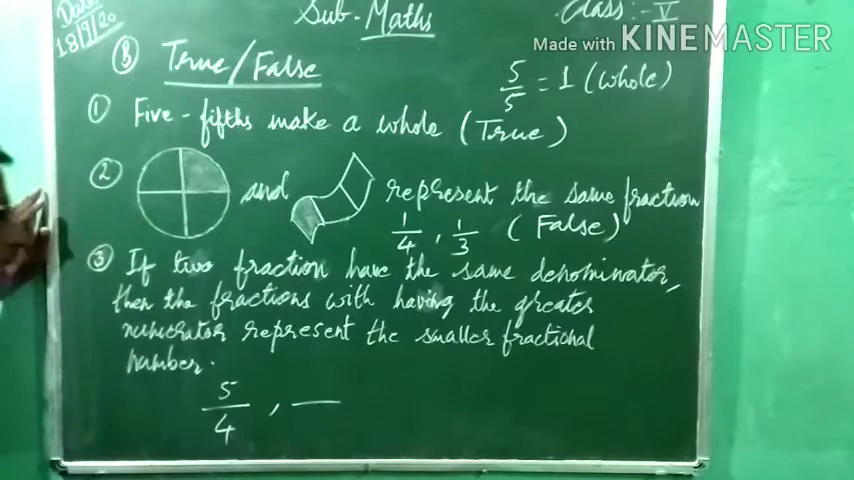 Date
18/9/20
Sub-Maths
Class :- V
Made with KINEMASTER
B True/False
5/5 = 1 (whole)
1 Five-fifths make a whole (True)
2 and represent the same fraction
1/4, 1/3 (False)
3 If two fraction have the same denominator,
then the fractions with having the greater
numerator represent the smaller fractional
number.
5/4, —